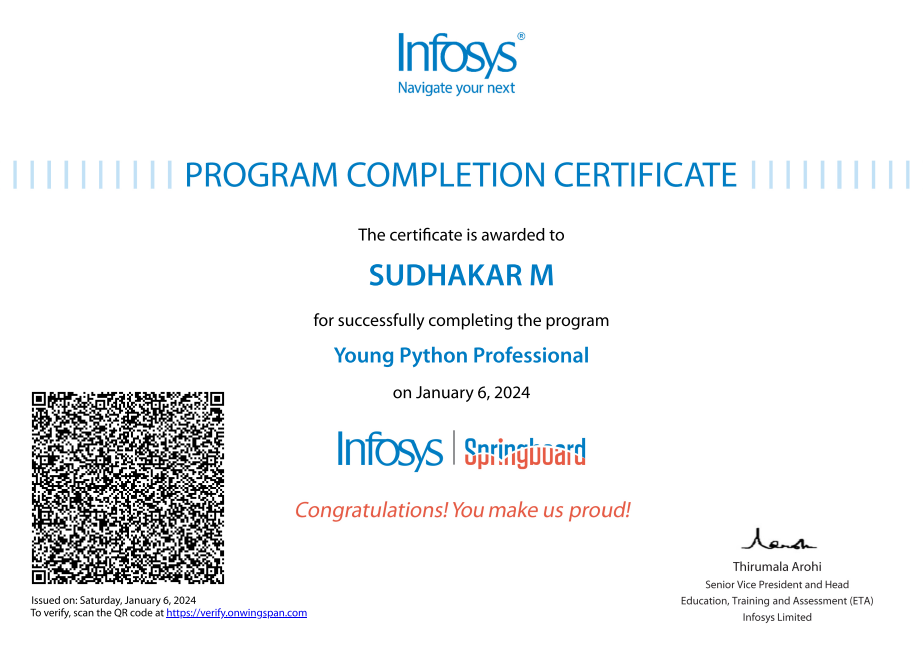 Infosys®
Navigate your next
PROGRAM COMPLETION CERTIFICATE
The certificate is awarded to
SUDHAKAR M
for successfully completing the program
Young Python Professional
on January 6, 2024
Infosys | Springboard
Congratulations! You make us proud!
Thirumala Arohi
Senior Vice President and Head
Education, Training and Assessment (ETA)
Infosys Limited
Issued on: Saturday, January 6, 2024
To verify, scan the QR code at https://verify.onwingspan.com